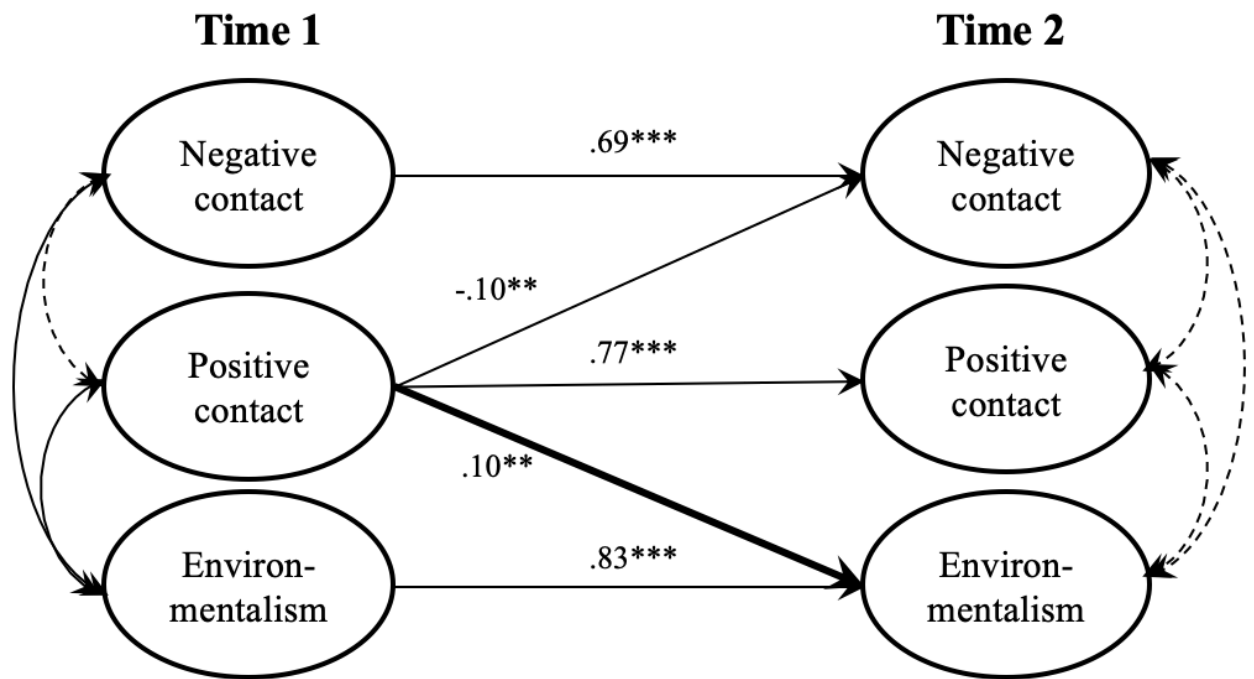 Time 1
Time 2
Negative
contact
.69***
Negative
contact
-.10**
Positive
contact
.77***
Positive
contact
.10**
Environ-
mentalism
.83***
Environ-
mentalism